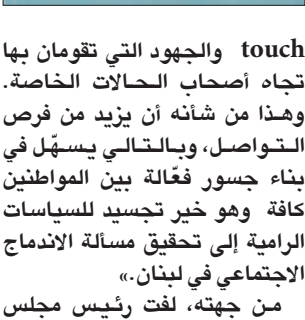 touch والجهود التي تقومان بها
تجاه أصحاب الحالات الخاصة.
وهذا من شأنه أن يزيد من فرص
التواصل، وبالتالي يسهّل في
بناء جسور فعّالة بين المواطنين
كافة وهو خير تجسيد للسياسات
الرامية إلى تحقيق مسألة الاندماج
الاجتماعي في لبنان.»
من جهته، لفت رئيس مجلس